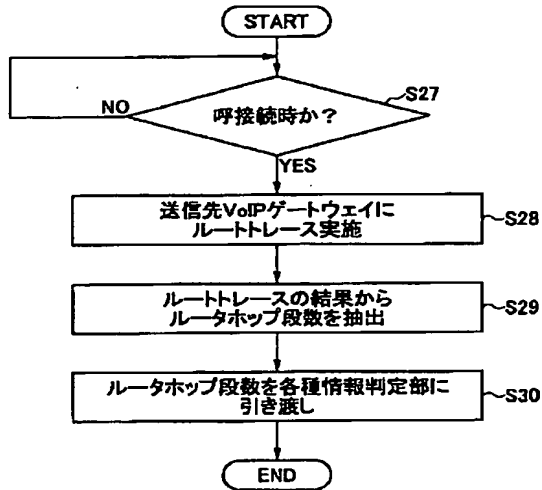 START
呼接続時か？
S27
NO
YES
送信先VoIPゲートウェイに
ルートトレース実施
S28
ルートトレースの結果から
ルータホップ段数を抽出
S29
ルータホップ段数を各種情報判定部に
引き渡し
S30
END